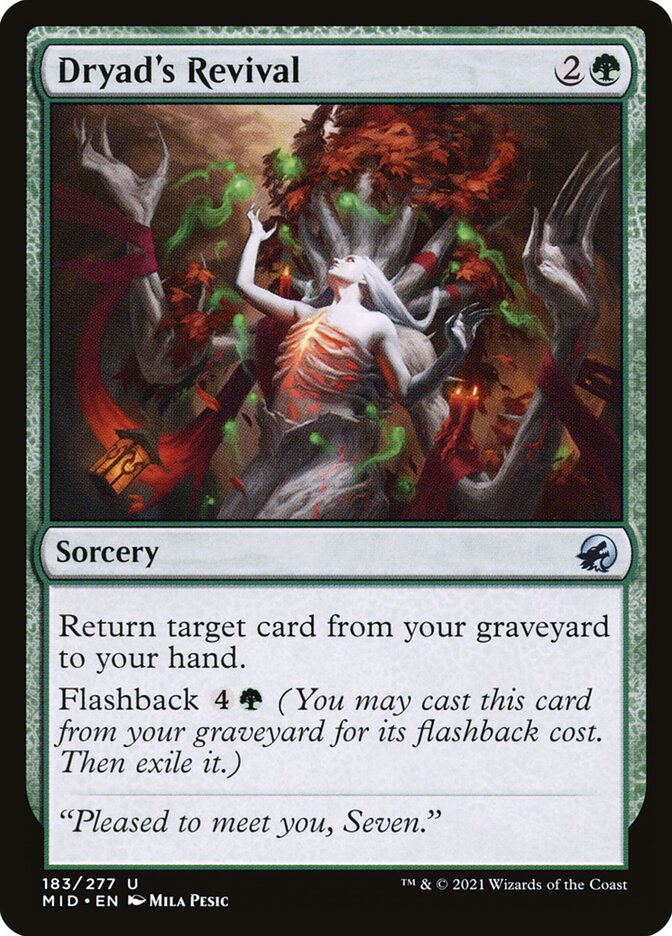 Dryad's Revival 2
Sorcery
Return target card from your graveyard
to your hand.
Flashback 4 (You may cast this card
from your graveyard for its flashback cost.
Then exile it.)
“Pleased to meet you, Seven.”
183/277 U
MID • EN Mila Pesic
™ & © 2021 Wizards of the Coast